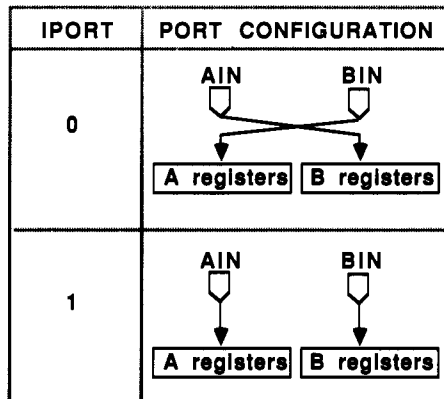 IPORT PORT CONFIGURATION
AIN BIN
0
A registers B registers
AIN BIN
1
A registers B registers